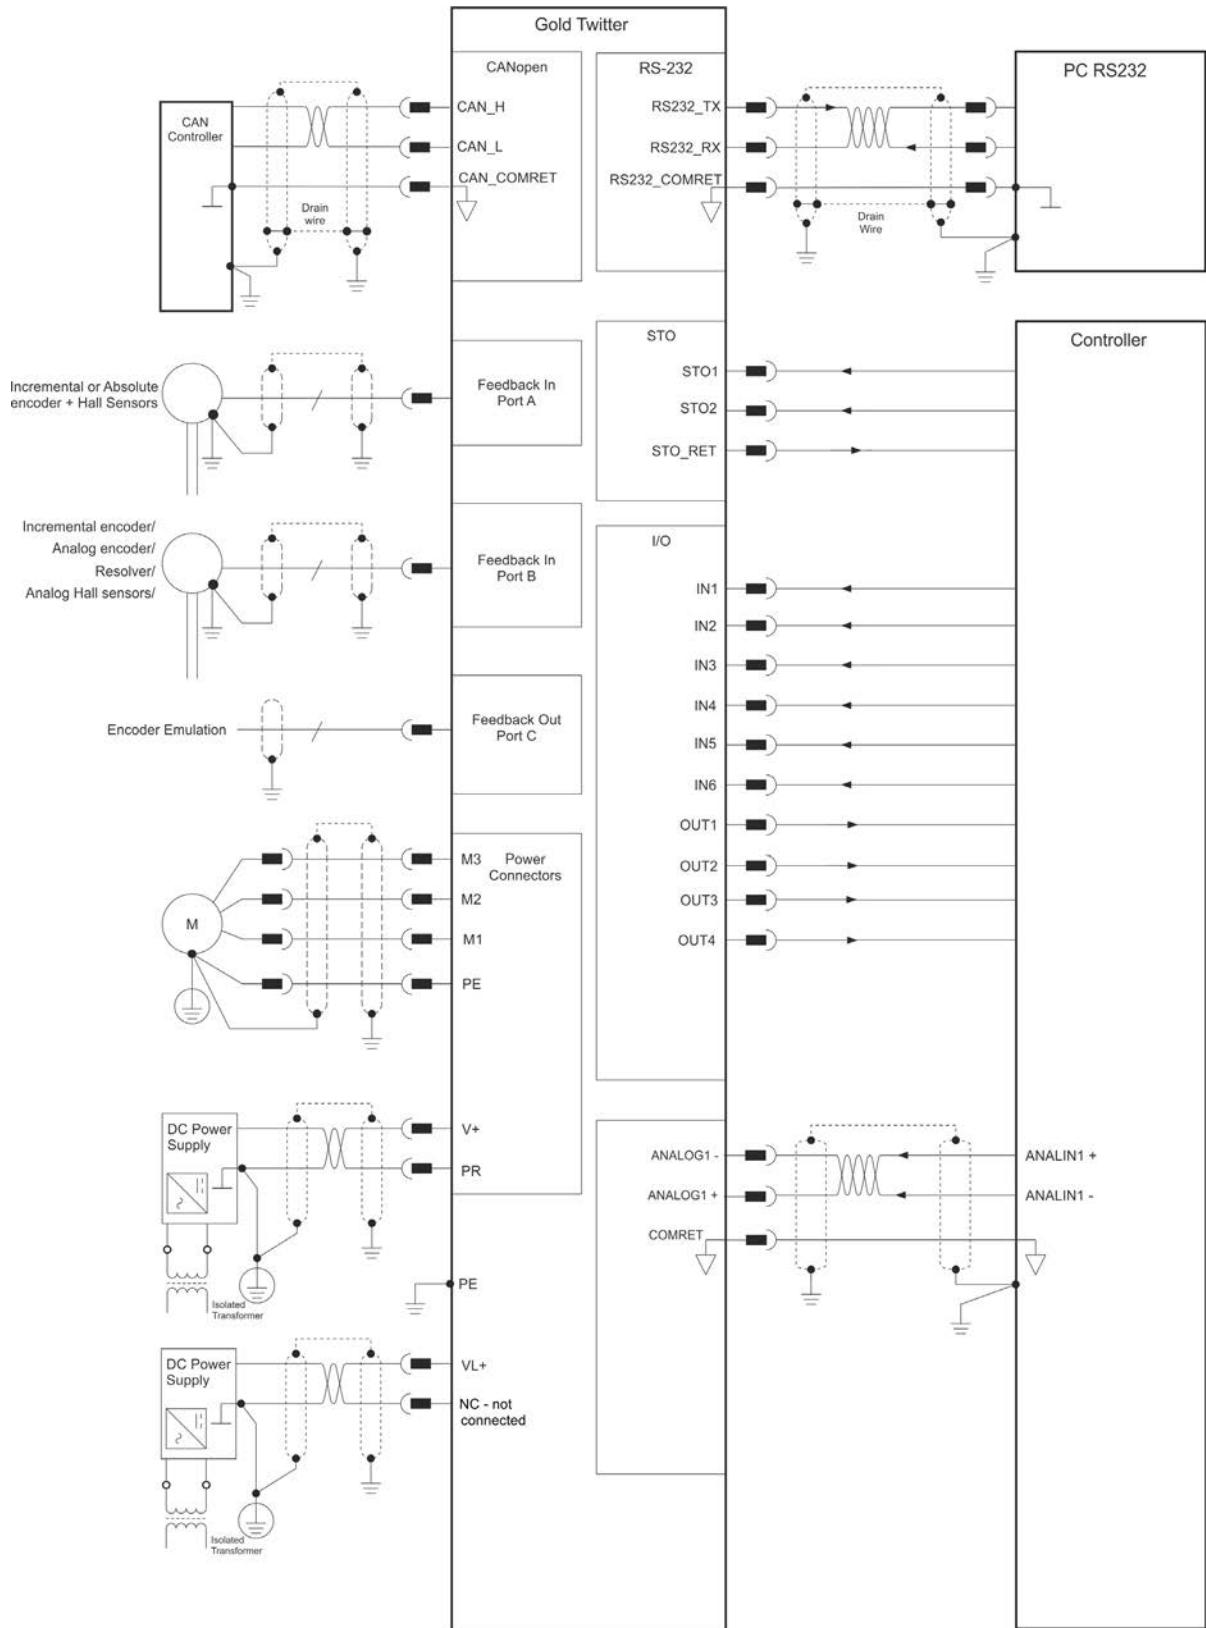 Gold Twitter
CANopen
CAN
Controller
CAN_H
CAN_L
CAN_COMRET
Drain
wire
RS-232
RS232_TX
RS232_RX
RS232_COMRET
Drain
Wire
PC RS232
Incremental or Absolute
encoder + Hall Sensors
Feedback In
Port A
STO
STO1
STO2
STO_RET
Controller
Incremental encoder/
Analog encoder/
Resolver/
Analog Hall sensors/
Feedback In
Port B
I/O
IN1
IN2
IN3
IN4
IN5
IN6
OUT1
OUT2
OUT3
OUT4
Encoder Emulation
Feedback Out
Port C
M
M3
Power
Connectors
M2
M1
PE
DC Power
Supply
V+
PR
Isolated
Transformer
PE
ANALOG1 -
ANALOG1 +
COMRET
ANALIN1 +
ANALIN1 -
DC Power
Supply
VL+
NC - not
connected
Isolated
Transformer